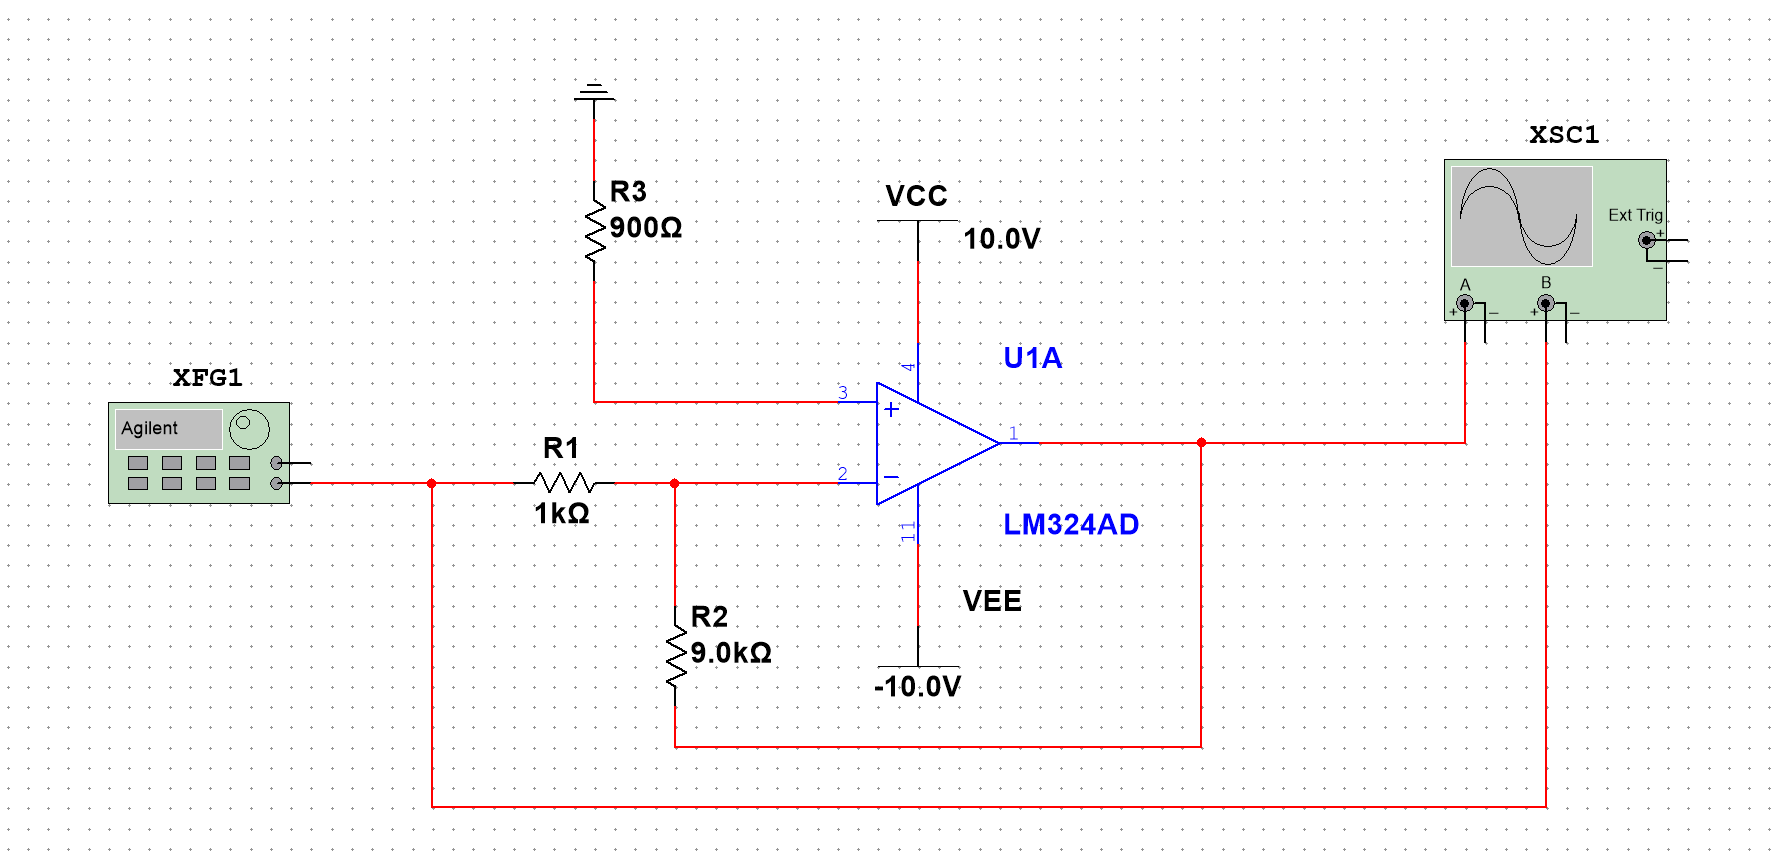 XSC1
Ext Trig
+
–
A
B
+
–
+
–
R3
900Ω
VCC
10.0V
U1A
4
3
+
1
XFG1
Agilent
R1
1kΩ
2
–
11
LM324AD
VEE
-10.0V
R2
9.0kΩ